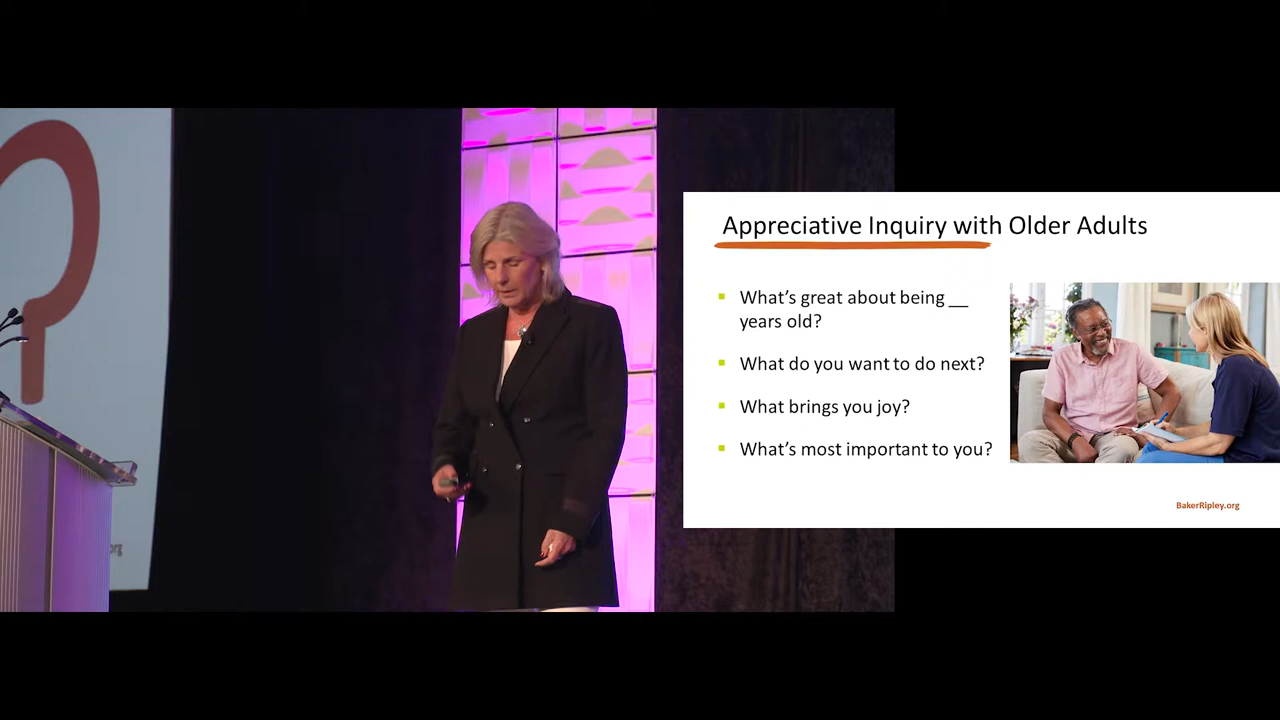 Appreciative Inquiry with Older Adults
What's great about being __
years old?
What do you want to do next?
What brings you joy?
What's most important to you?
BakerRipley.org